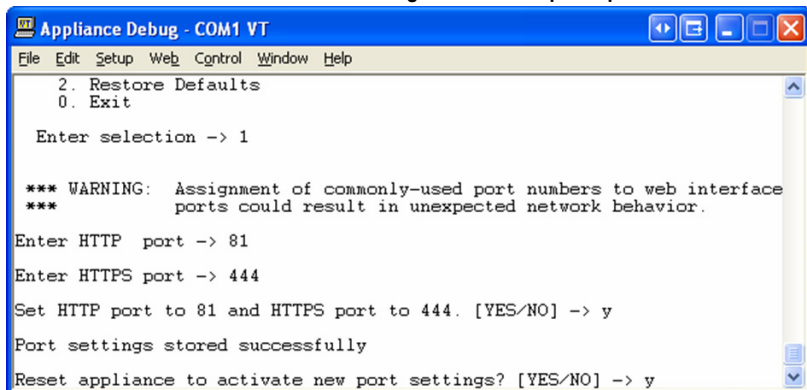 Appliance Debug - COM1 VT
File Edit Setup Web Control Window Help
2. Restore Defaults
0. Exit
Enter selection -> 1
*** WARNING: Assignment of commonly-used port numbers to web interface
*** ports could result in unexpected network behavior.
Enter HTTP port -> 81
Enter HTTPS port -> 444
Set HTTP port to 81 and HTTPS port to 444. [YES/NO] -> y
Port settings stored successfully
Reset appliance to activate new port settings? [YES/NO] -> y